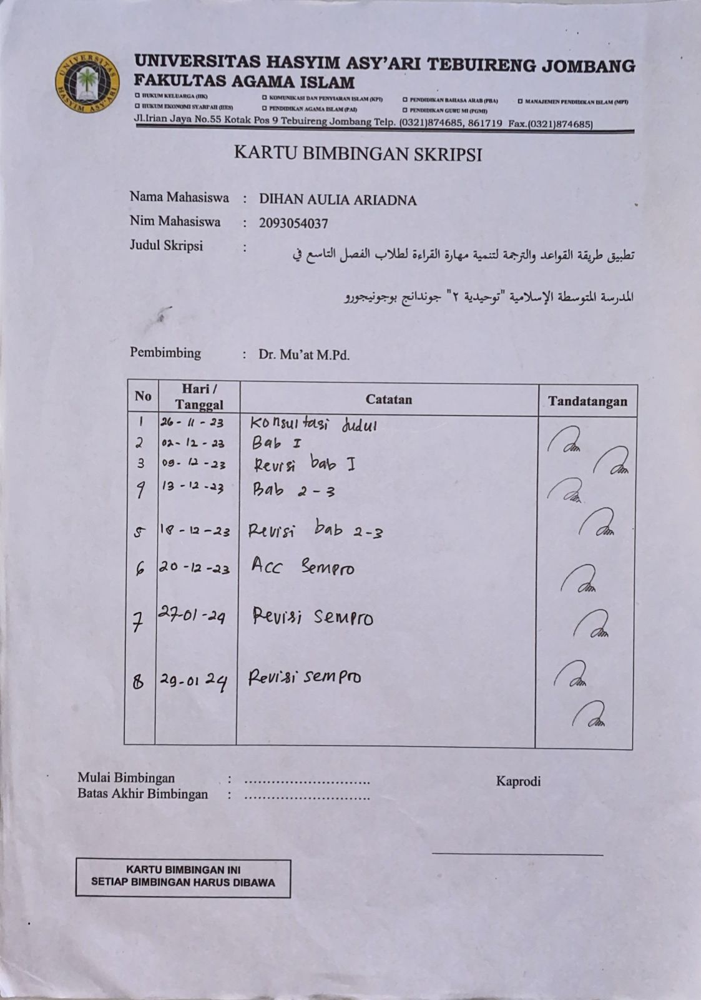 UNIVERSITAS HASYIM ASY'ARI
UNIVERSITAS HASYIM ASY'ARI TEBUIRENG JOMBANG
FAKULTAS AGAMA ISLAM
☐ HUKUM KELUARGA (HK) ☐ KOMUNIKASI DAN PENYIARAN ISLAM (KPI) ☐ PENDIDIKAN BAHASA ARAB (PBA) ☐ MANAJEMEN PENDIDIKAN ISLAM (MPI)
☐ HUKUM EKONOMI SYARI'AH (HES) ☐ PENDIDIKAN AGAMA ISLAM (PAI) ☐ PENDIDIKAN GURU MI (PGMI)
Jl.Irian Jaya No.55 Kotak Pos 9 Tebuireng Jombang Telp. (0321)874685, 861719 Fax.(0321)874685)
KARTU BIMBINGAN SKRIPSI
Nama Mahasiswa : DIHAN AULIA ARIADNA
Nim Mahasiswa : 2093054037
Judul Skripsi : تطبيق طريقة القواعد والترجمة لتنمية مهارة القراءة لطلاب الفصل التاسع في
المدرسة المتوسطة الإسلامية "توحيدية ٢" جوندانج بوجونيجورو
Pembimbing : Dr. Mu'at M.Pd.
No Hari / Tanggal Catatan Tandatangan
1 26-11-23 Konsultasi Judul
2 02-12-23 Bab I
3 09-12-23 Revisi bab I
4 13-12-23 Bab 2-3
5 18-12-23 Revisi bab 2-3
6 20-12-23 ACC Sempro
7 27-01-24 Revisi sempro
8 29-01 24 Revisi sempro
Mulai Bimbingan : ...............................
Batas Akhir Bimbingan : ...............................
Kaprodi
KARTU BIMBINGAN INI
SETIAP BIMBINGAN HARUS DIBAWA